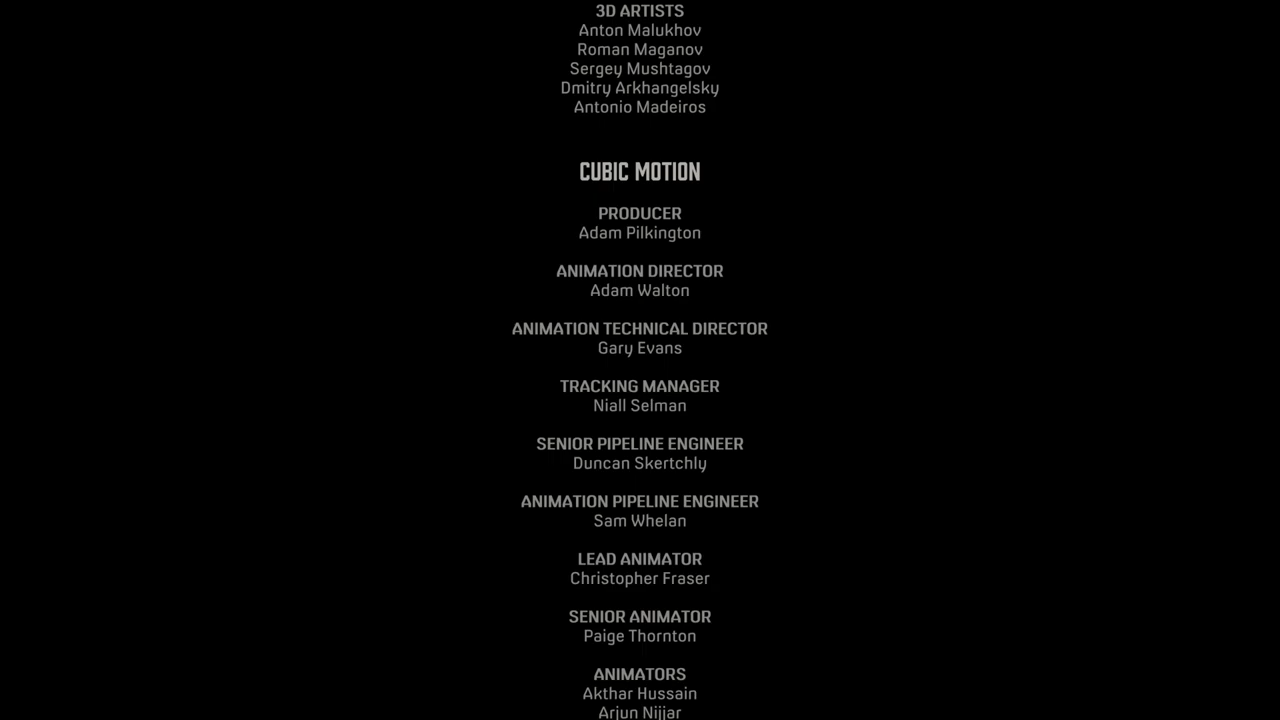 3D ARTISTS
Anton Malukhov
Roman Maganov
Sergey Mushtagov
Dmitry Arkhangelsky
Antonio Madeiros
CUBIC MOTION
PRODUCER
Adam Pilkington
ANIMATION DIRECTOR
Adam Walton
ANIMATION TECHNICAL DIRECTOR
Gary Evans
TRACKING MANAGER
Niall Selman
SENIOR PIPELINE ENGINEER
Duncan Skertchly
ANIMATION PIPELINE ENGINEER
Sam Whelan
LEAD ANIMATOR
Christopher Fraser
SENIOR ANIMATOR
Paige Thornton
ANIMATORS
Akthar Hussain
Arjun Nijjar